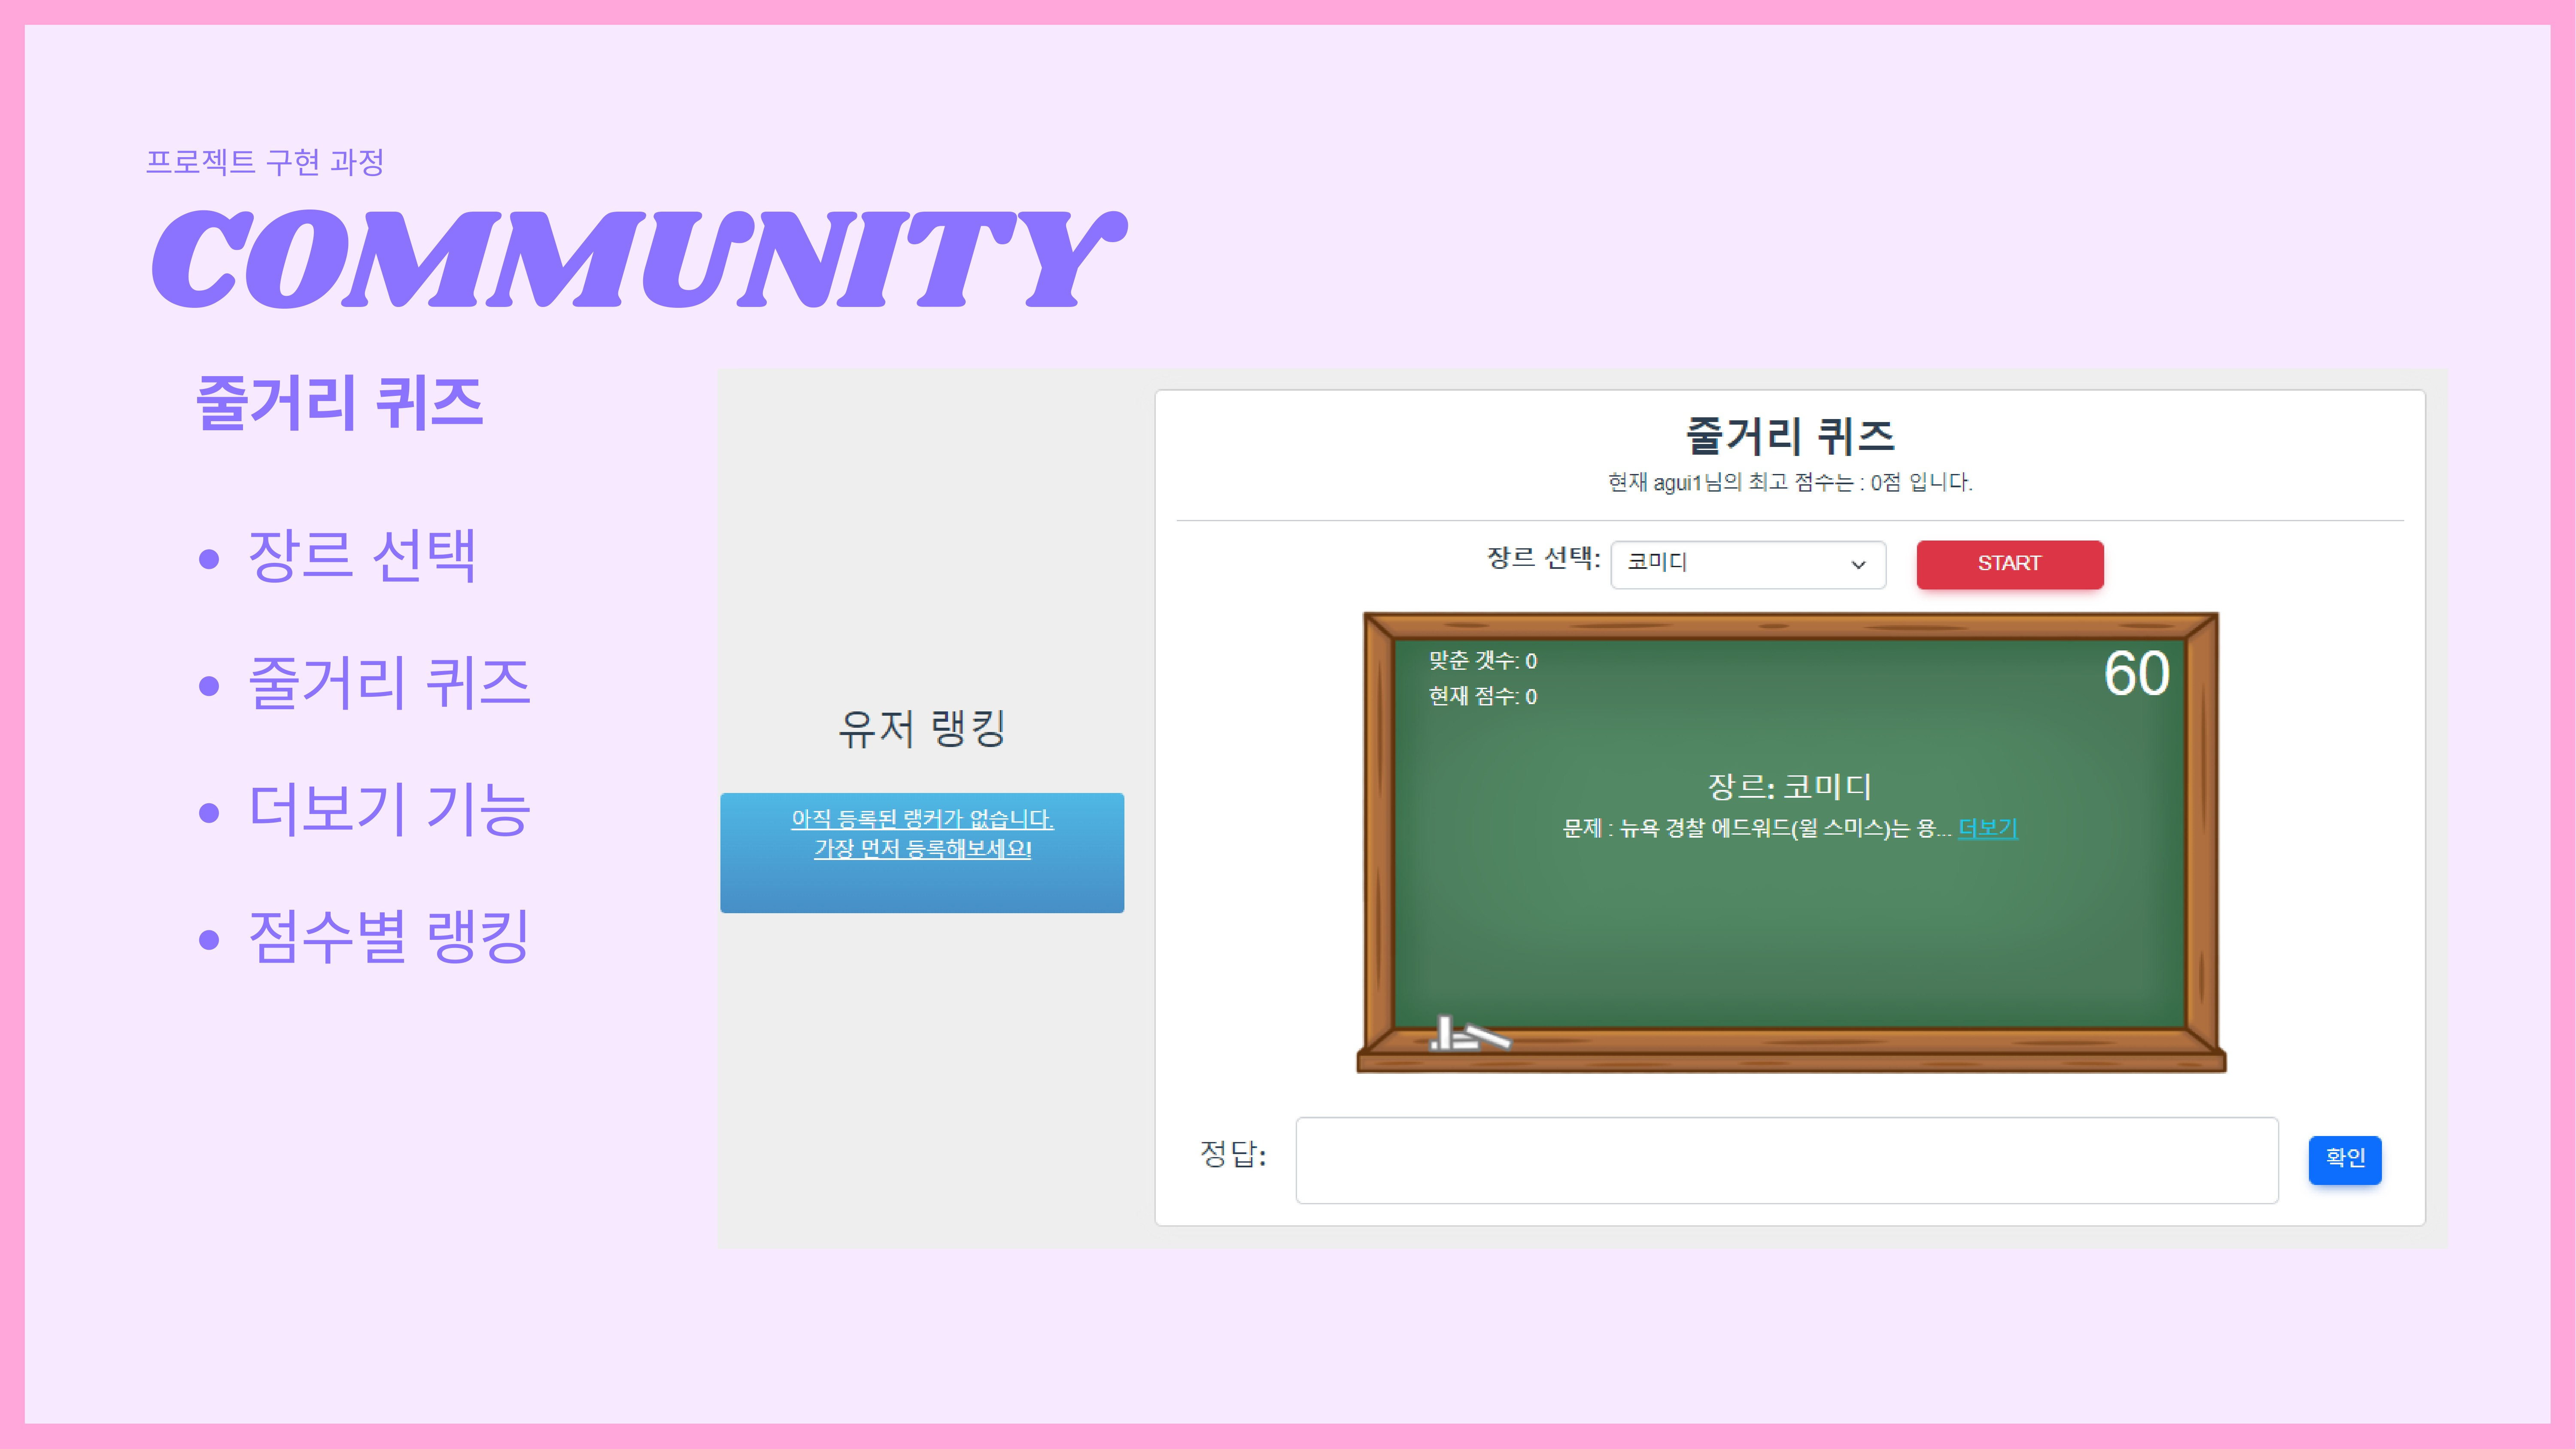 프로젝트 구현 과정
COMMUNITY
줄거리 퀴즈
• 장르 선택
• 줄거리 퀴즈
• 더보기 기능
• 점수별 랭킹
유저 랭킹
아직 등록된 랭커가 없습니다.
가장 먼저 등록해보세요!
줄거리 퀴즈
현재 agui1님의 최고 점수는 : 0점 입니다.
장르 선택: 코미디 START
맞춘 갯수: 0
현재 점수: 0
60
장르: 코미디
문제 : 뉴욕 경찰 에드워드(윌 스미스)는 용... 더보기
정답:
확인